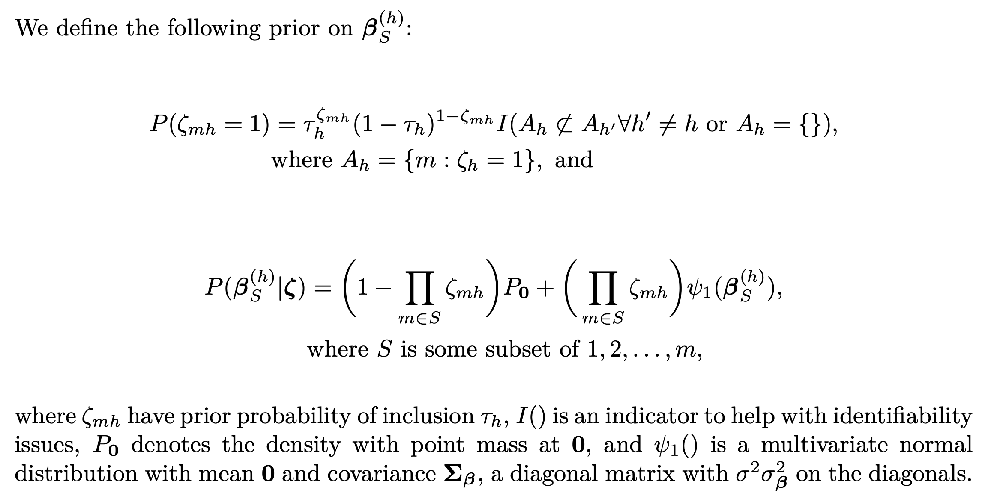 We define the following prior on $\boldsymbol{\beta}_S^{(h)}$:
$P(\zeta_{mh} = 1) = \tau_h^{\zeta_{mh}}(1 - \tau_h)^{1-\zeta_{mh}} I(A_h \not\subset A_{h'} \forall h' \neq h \text{ or } A_h = \{\}),$
where $A_h = \{m : \zeta_h = 1\}$, and
$P(\boldsymbol{\beta}_S^{(h)}|\boldsymbol{\zeta}) = \left(1 - \prod_{m \in S} \zeta_{mh}\right) P_{\mathbf{0}} + \left(\prod_{m \in S} \zeta_{mh}\right) \psi_1(\boldsymbol{\beta}_S^{(h)}),$
where $S$ is some subset of $1, 2, \ldots, m$,
where $\zeta_{mh}$ have prior probability of inclusion $\tau_h$, $I()$ is an indicator to help with identifiability
issues, $P_{\mathbf{0}}$ denotes the density with point mass at $\mathbf{0}$, and $\psi_1()$ is a multivariate normal
distribution with mean $\mathbf{0}$ and covariance $\boldsymbol{\Sigma}_{\boldsymbol{\beta}}$, a diagonal matrix with $\sigma^2 \sigma_{\boldsymbol{\beta}}^2$ on the diagonals.